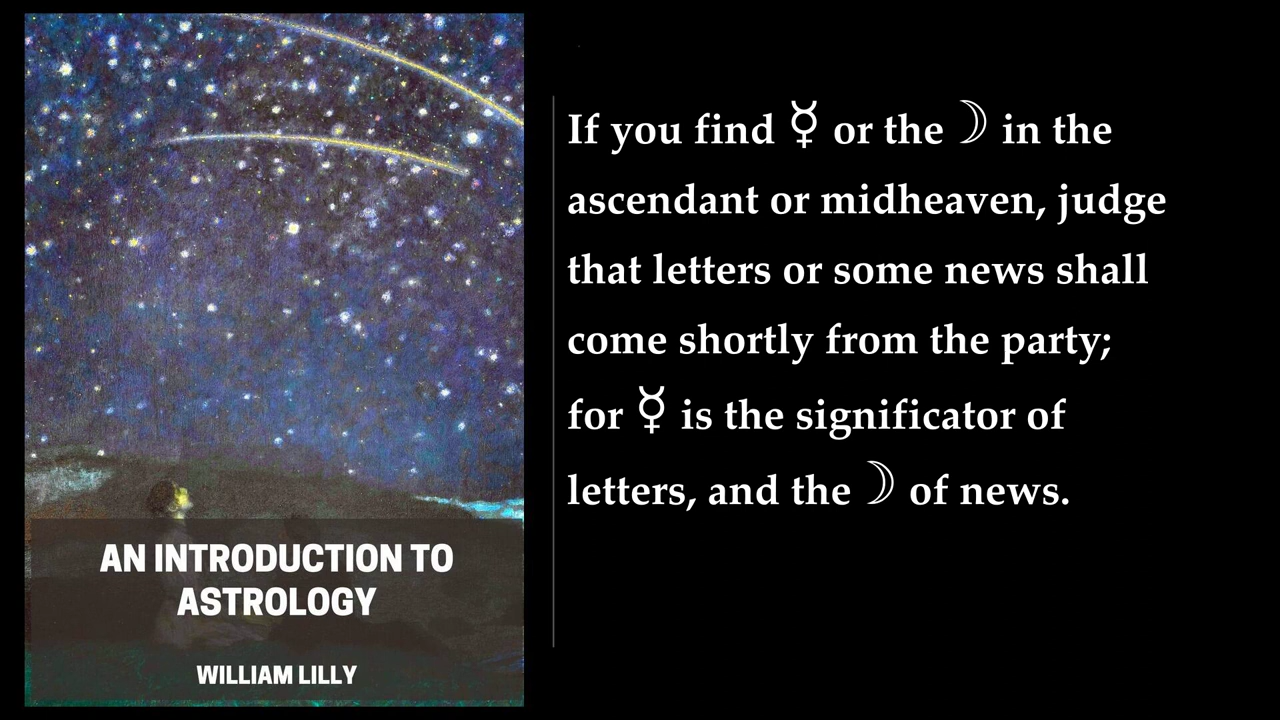 AN INTRODUCTION TO
ASTROLOGY
WILLIAM LILLY
If you find ☿ or the ☽ in the
ascendant or midheaven, judge
that letters or some news shall
come shortly from the party;
for ☿ is the significator of
letters, and the ☽ of news.